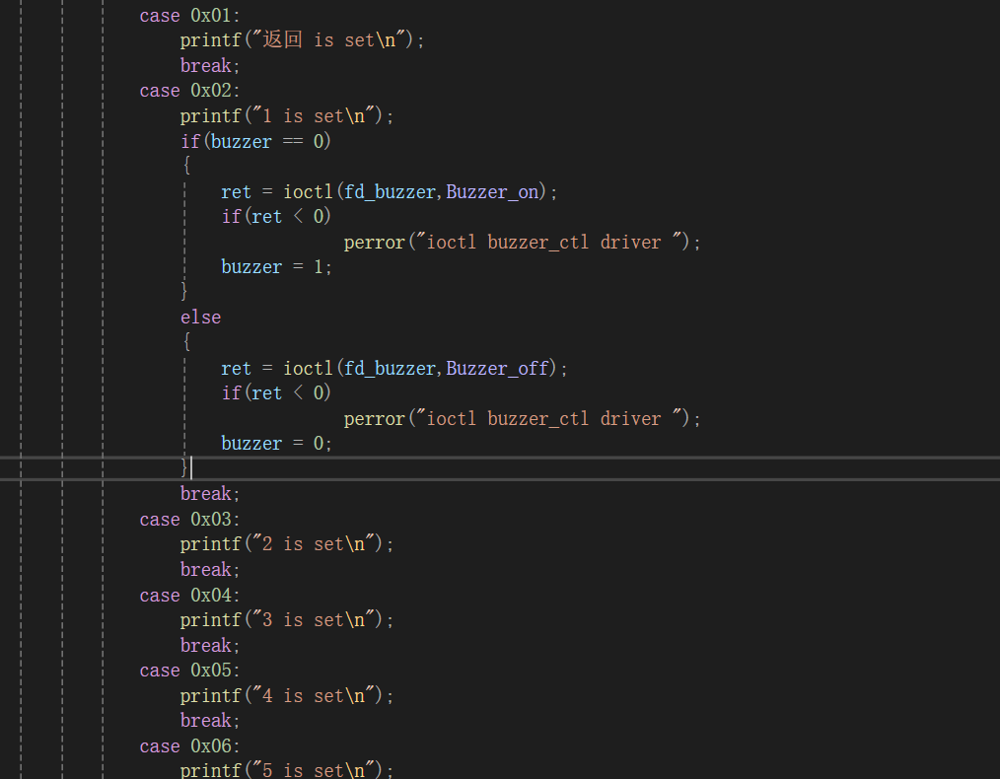 case 0x01:
printf("返回 is set\n");
break;
case 0x02:
printf("1 is set\n");
if(buzzer == 0)
{
ret = ioctl(fd_buzzer,Buzzer_on);
if(ret < 0)
perror("ioctl buzzer_ctl driver ");
buzzer = 1;
}
else
{
ret = ioctl(fd_buzzer,Buzzer_off);
if(ret < 0)
perror("ioctl buzzer_ctl driver ");
buzzer = 0;
}
break;
case 0x03:
printf("2 is set\n");
break;
case 0x04:
printf("3 is set\n");
break;
case 0x05:
printf("4 is set\n");
break;
case 0x06:
printf("5 is set\n");